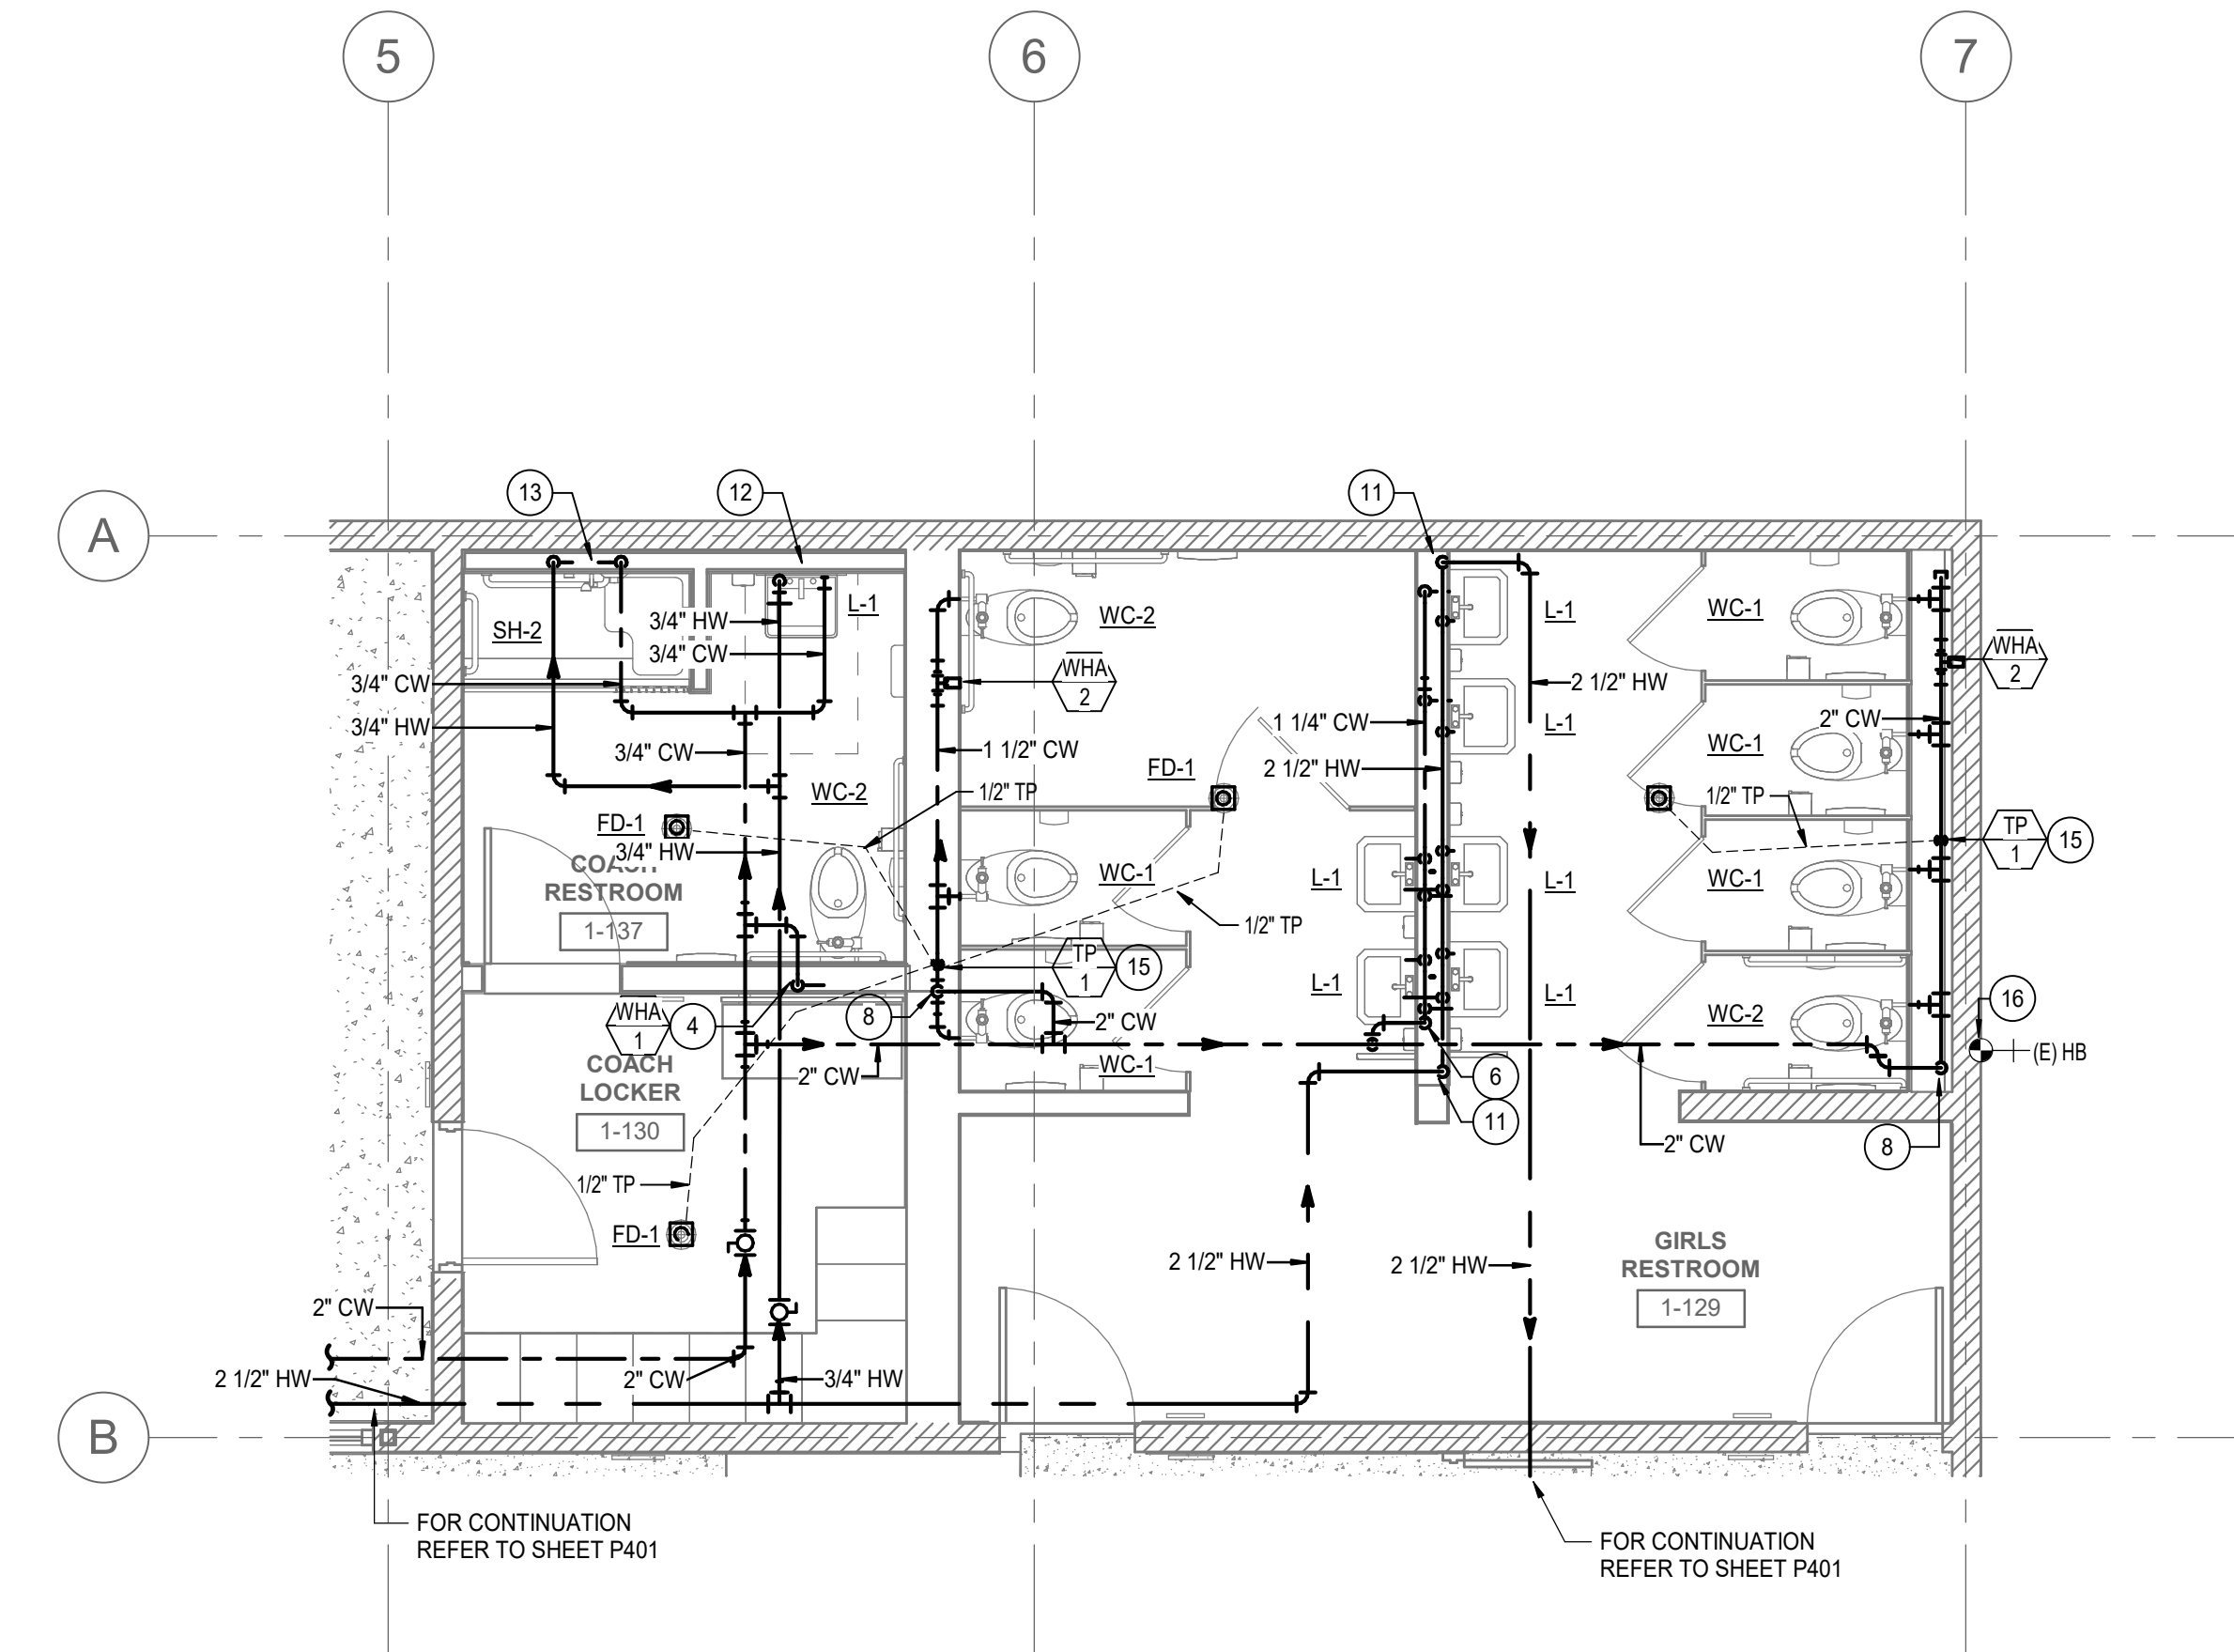 5
6
7
A
13
12
11
SH-2
L-1
3/4" HW
3/4" CW
3/4" CW
3/4" HW
3/4" CW
WC-2
FD-1
3/4" HW
COACH
RESTROOM
1-137
1/2" TP
WC-2
WHA
2
1 1/2" CW
FD-1
WC-1
1/2" TP
TP
1
15
8
2" CW
WC-1
2" CW
WHA
1
4
COACH
LOCKER
1-130
1/2" TP
FD-1
2" CW
2 1/2" HW
2" CW
3/4" HW
1 1/4" CW
2 1/2" HW
L-1
L-1
L-1
L-1
L-1
L-1
2 1/2" HW
6
11
WC-1
WC-1
WC-1
WC-2
2" CW
1/2" TP
WHA
2
TP
1
15
16
(E) HB
2" CW
8
2 1/2" HW
2 1/2" HW
GIRLS
RESTROOM
1-129
B
FOR CONTINUATION
REFER TO SHEET P401
FOR CONTINUATION
REFER TO SHEET P401